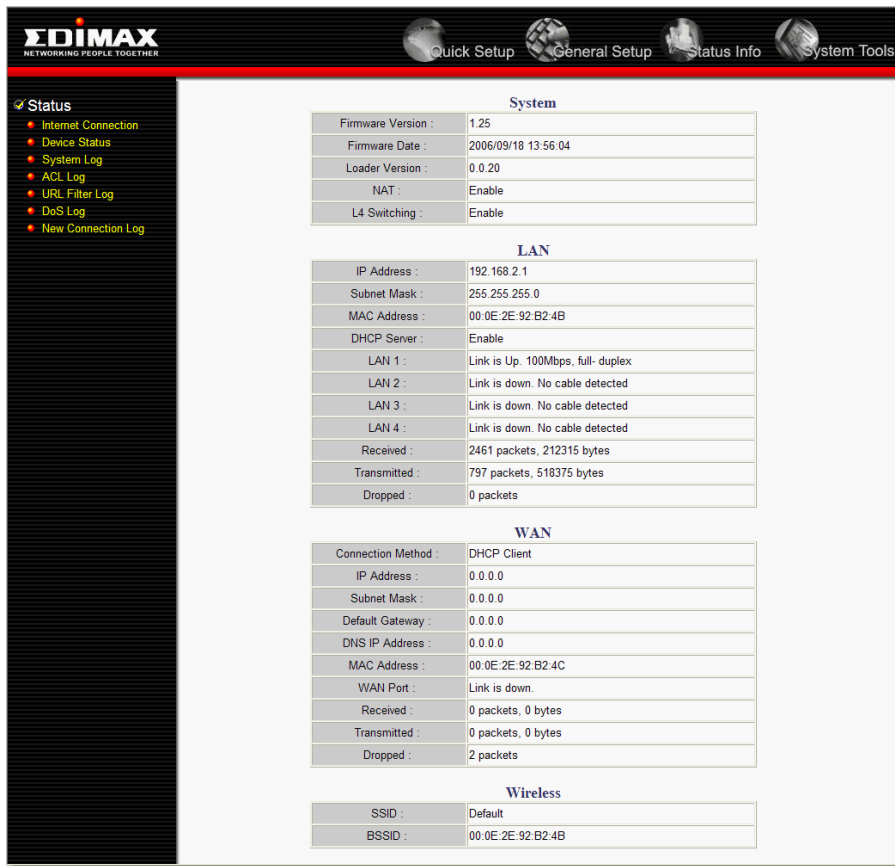 EDIMAX
NETWORKING PEOPLE TOGETHER
Quick Setup General Setup Status Info System Tools
Status
Internet Connection
Device Status
System Log
ACL Log
URL Filter Log
DoS Log
New Connection Log
System
Firmware Version : 1.25
Firmware Date : 2006/09/18 13:56:04
Loader Version : 0.0.20
NAT : Enable
L4 Switching : Enable
LAN
IP Address : 192.168.2.1
Subnet Mask : 255.255.255.0
MAC Address : 00:0E:2E:92:B2:4B
DHCP Server : Enable
LAN 1 : Link is Up. 100Mbps, full- duplex
LAN 2 : Link is down. No cable detected
LAN 3 : Link is down. No cable detected
LAN 4 : Link is down. No cable detected
Received : 2461 packets, 212315 bytes
Transmitted : 797 packets, 518375 bytes
Dropped : 0 packets
WAN
Connection Method : DHCP Client
IP Address : 0.0.0.0
Subnet Mask : 0.0.0.0
Default Gateway : 0.0.0.0
DNS IP Address : 0.0.0.0
MAC Address : 00:0E:2E:92:B2:4C
WAN Port : Link is down.
Received : 0 packets, 0 bytes
Transmitted : 0 packets, 0 bytes
Dropped : 2 packets
Wireless
SSID : Default
BSSID : 00:0E:2E:92:B2:4B